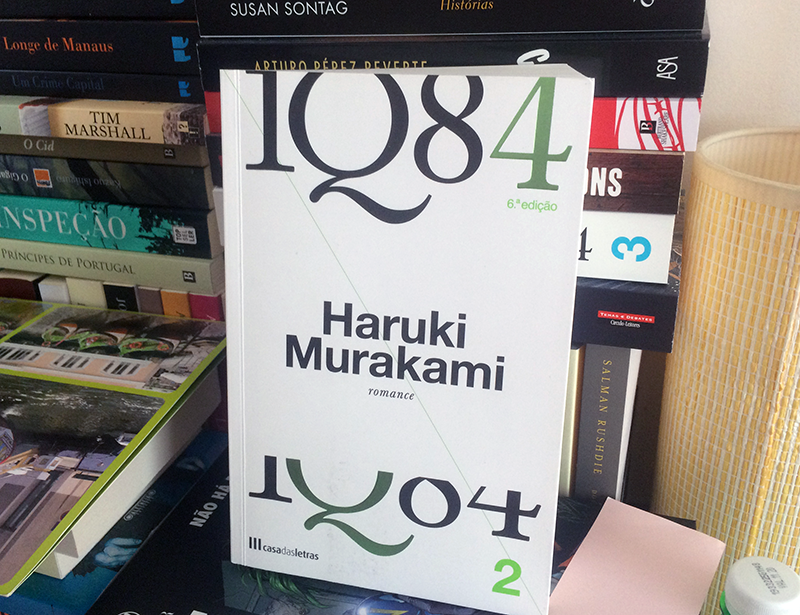 SUSAN SONTAG
Histórias
ARTURO PÉREZ REVERTE
ASA
Longe de Manaus
Um Crime Capital
TIM
MARSHALL
O Cid
Kazuo Ishiguro
NSPEÇÃO
PRÍNCIPES DE PORTUGAL
ONS
4 3
TEMAS E DEBATES
Círculo Leitores
SALMAN RUSHDIE
1Q84
6.ª edição
Haruki
Murakami
romance
casadasletras
2
NÃO HÁ